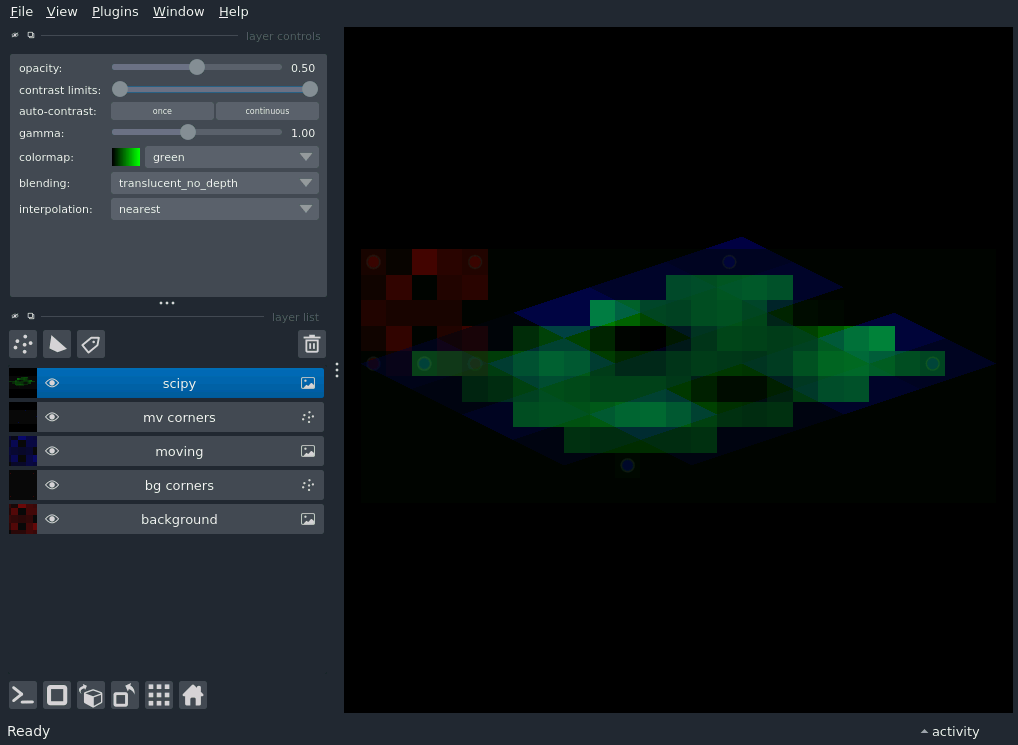 File View Plugins Window Help
layer controls
opacity: 0.50
contrast limits:
auto-contrast: once continuous
gamma: 1.00
colormap: green
blending: translucent_no_depth
interpolation: nearest
layer list
scipy
mv corners
moving
bg corners
background
Ready
activity